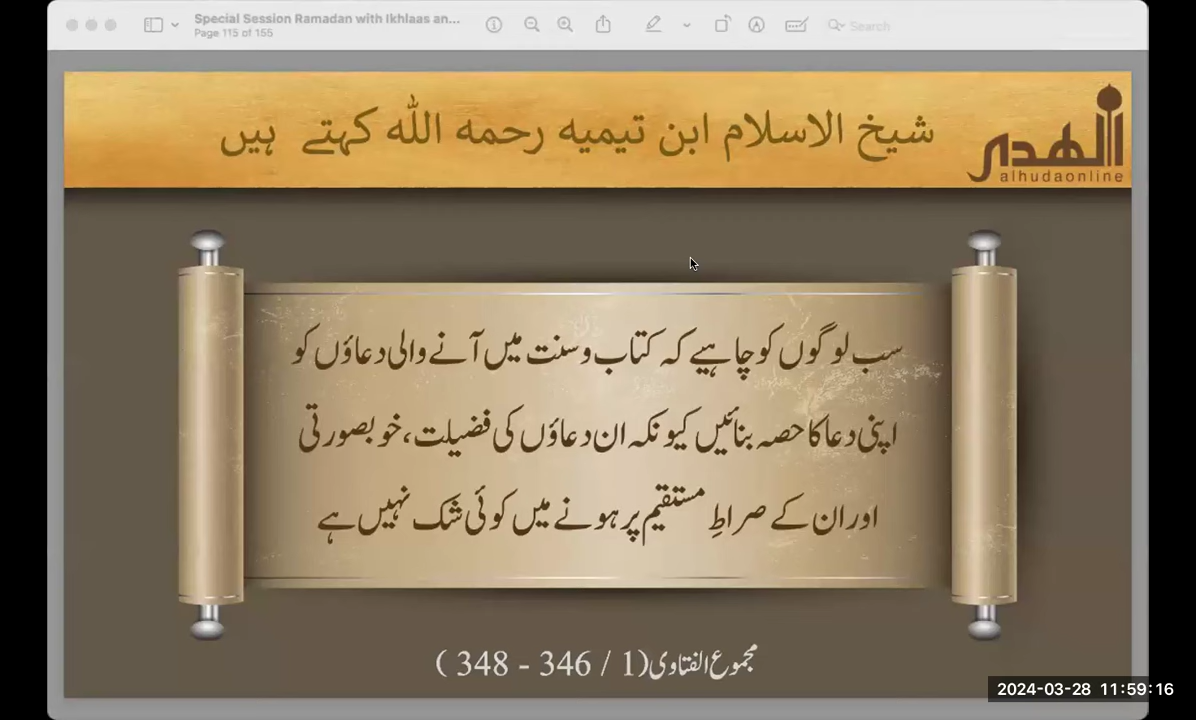 Special Session Ramadan with Ikhlaas an...
Page 115 of 155
Search
شیخ الاسلام ابن تیمیہ رحمه الله کہتے ہیں
الهدى
alhudaonline
سب لوگوں کو چاہیے کہ کتاب و سنت میں آنے والی دعاؤں کو
اپنی دعا کا حصہ بنائیں کیونکہ ان دعاؤں کی فضیلت، خوبصورتی
اور ان کے صراطِ مستقیم پر ہونے میں کوئی شک نہیں ہے
مجموع الفتاوی(1 / 346 - 348 )
2024-03-28 11:59:16